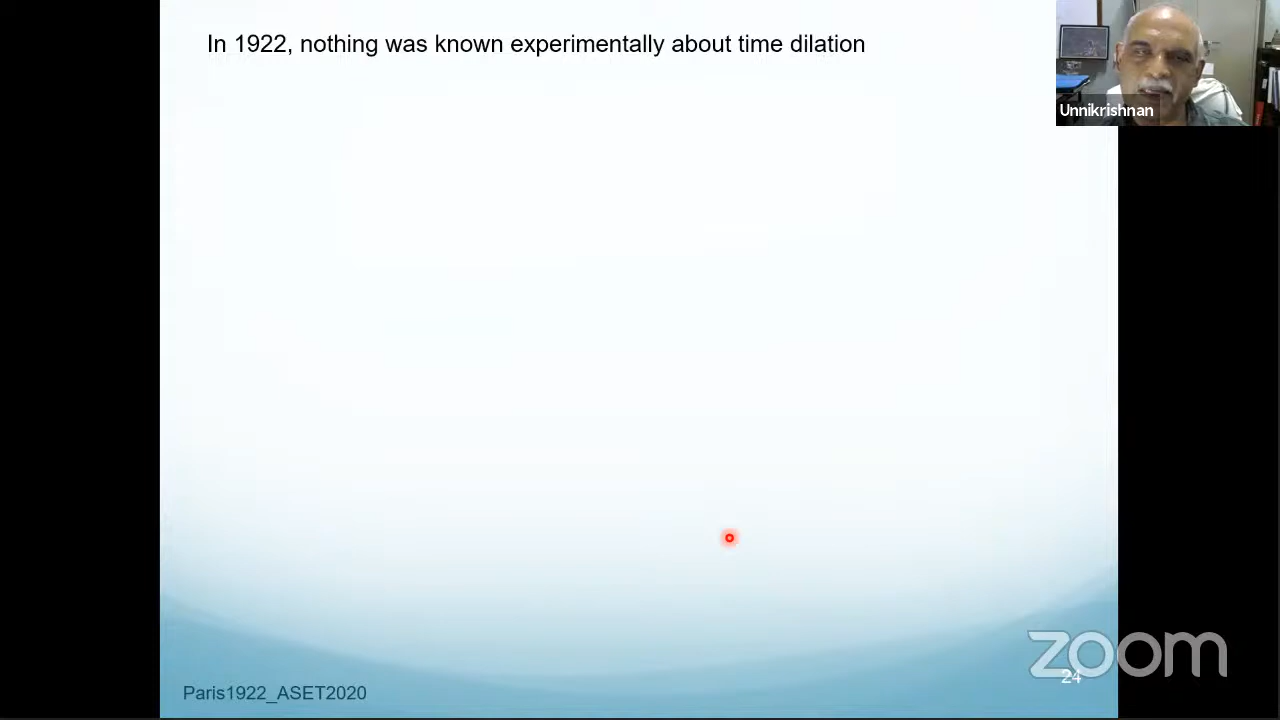 In 1922, nothing was known experimentally about time dilation
Unnikrishnan
zoom
24
Paris1922_ASET2020